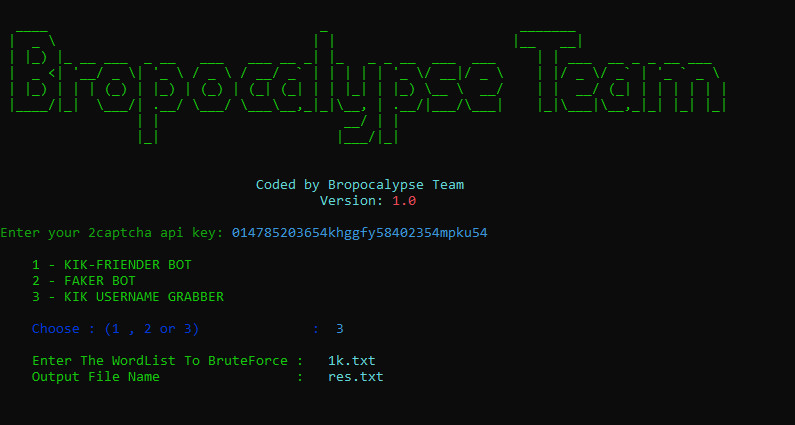 Bropocalypse Team
Coded by Bropocalypse Team
Version: 1.0
Enter your 2captcha api key: 014785203654khggfy58402354mpku54
1 - KIK-FRIENDER BOT
2 - FAKER BOT
3 - KIK USERNAME GRABBER
Choose : (1 , 2 or 3) : 3
Enter The WordList To BruteForce : 1k.txt
Output File Name : res.txt